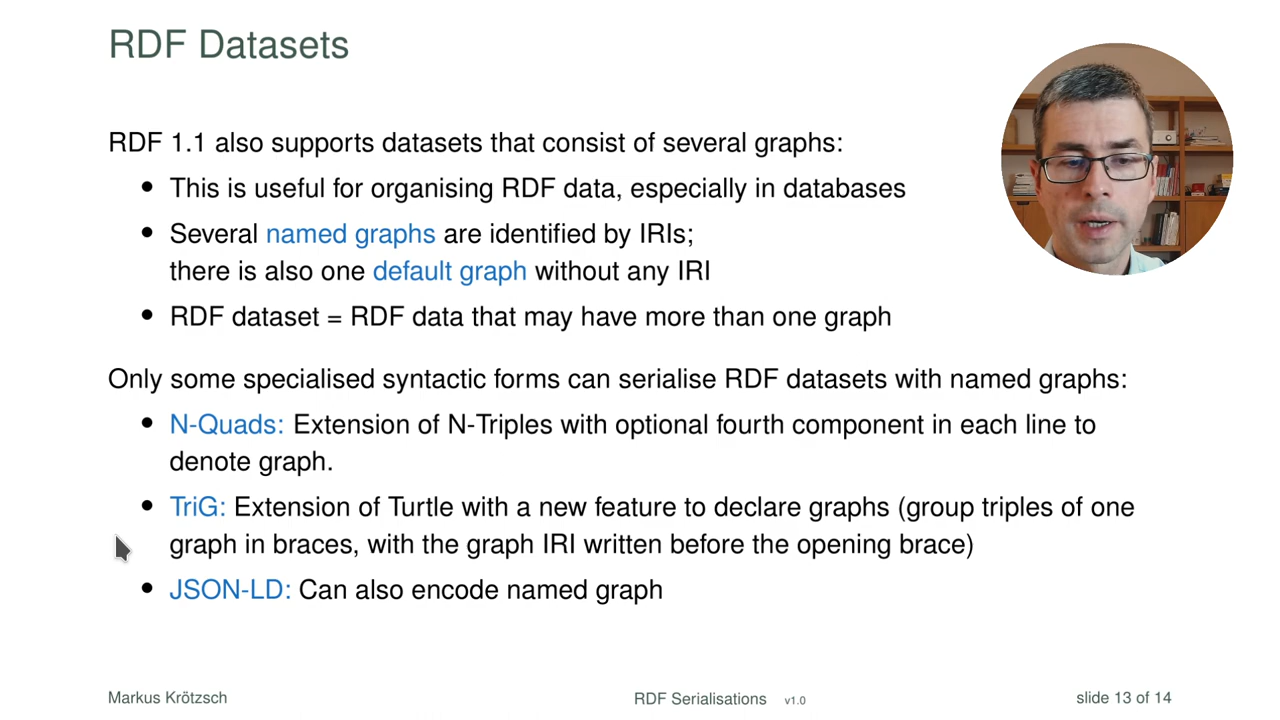 RDF Datasets
RDF 1.1 also supports datasets that consist of several graphs:
• This is useful for organising RDF data, especially in databases
• Several named graphs are identified by IRIs;
there is also one default graph without any IRI
• RDF dataset = RDF data that may have more than one graph
Only some specialised syntactic forms can serialise RDF datasets with named graphs:
• N-Quads: Extension of N-Triples with optional fourth component in each line to
denote graph.
• TriG: Extension of Turtle with a new feature to declare graphs (group triples of one
graph in braces, with the graph IRI written before the opening brace)
• JSON-LD: Can also encode named graph
Markus Krötzsch
RDF Serialisations v1.0
slide 13 of 14